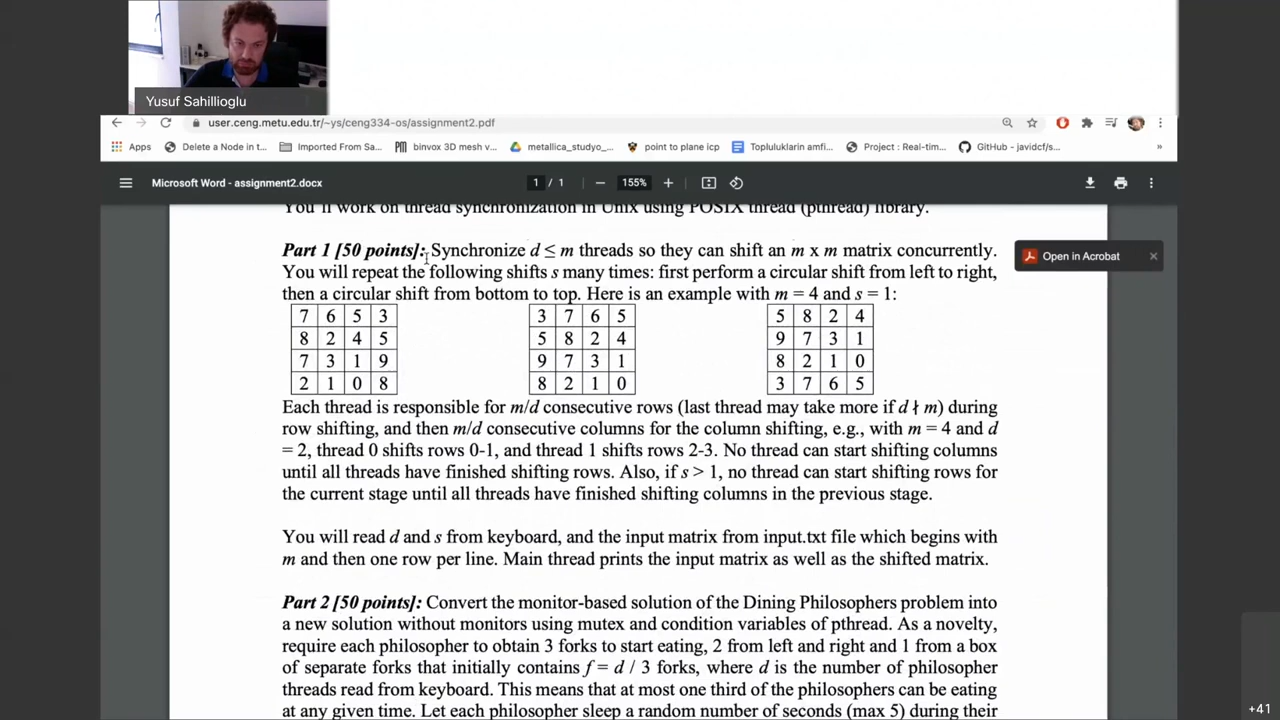 Yusuf Sahillioglu
user.ceng.metu.edu.tr/~ys/ceng334-os/assignment2.pdf
Apps Delete a Node in t... Imported From Sa... binvox 3D mesh v... metallica_studyo_... point to plane icp Topluluklarin amfi... Project : Real-tim... GitHub - javidcf/s... »
Microsoft Word - assignment2.docx 1 / 1 155%
You'll work on thread synchronization in Unix using POSIX thread (pthread) library.
Part 1 [50 points]: Synchronize d ≤ m threads so they can shift an m x m matrix concurrently.
Open in Acrobat
You will repeat the following shifts s many times: first perform a circular shift from left to right,
then a circular shift from bottom to top. Here is an example with m = 4 and s = 1:
7 6 5 3 3 7 6 5 5 8 2 4
8 2 4 5 5 8 2 4 9 7 3 1
7 3 1 9 9 7 3 1 8 2 1 0
2 1 0 8 8 2 1 0 3 7 6 5
Each thread is responsible for m/d consecutive rows (last thread may take more if d ∤ m) during
row shifting, and then m/d consecutive columns for the column shifting, e.g., with m = 4 and d
= 2, thread 0 shifts rows 0-1, and thread 1 shifts rows 2-3. No thread can start shifting columns
until all threads have finished shifting rows. Also, if s > 1, no thread can start shifting rows for
the current stage until all threads have finished shifting columns in the previous stage.
You will read d and s from keyboard, and the input matrix from input.txt file which begins with
m and then one row per line. Main thread prints the input matrix as well as the shifted matrix.
Part 2 [50 points]: Convert the monitor-based solution of the Dining Philosophers problem into
a new solution without monitors using mutex and condition variables of pthread. As a novelty,
require each philosopher to obtain 3 forks to start eating, 2 from left and right and 1 from a box
of separate forks that initially contains f = d / 3 forks, where d is the number of philosopher
threads read from keyboard. This means that at most one third of the philosophers can be eating
at any given time. Let each philosopher sleep a random number of seconds (max 5) during their
+41